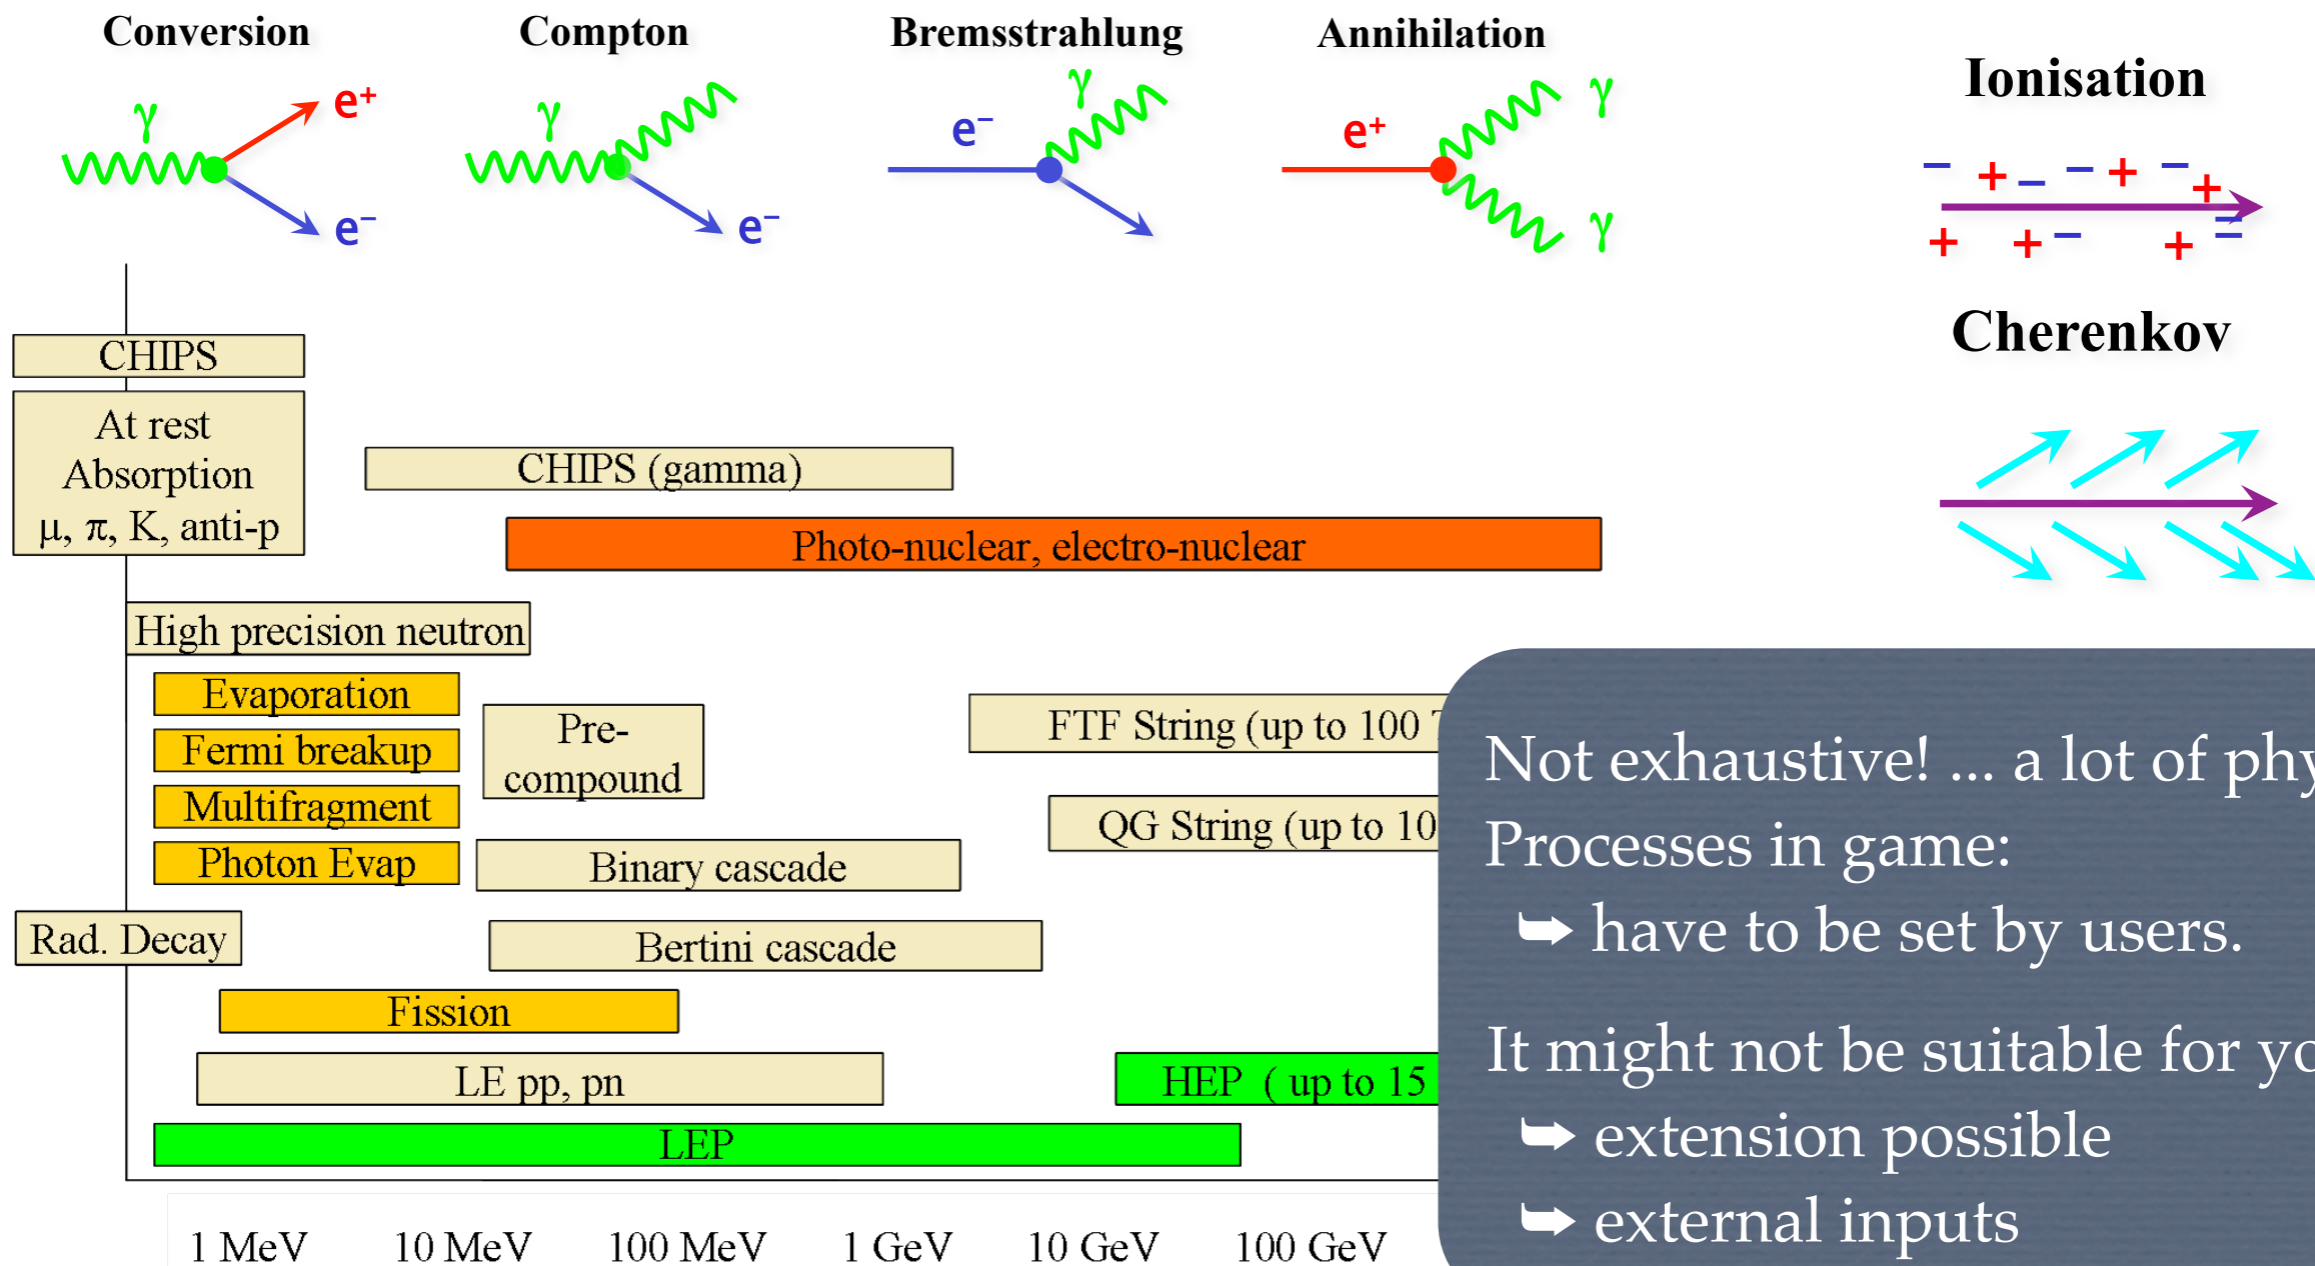 Conversion
Compton
Bremsstrahlung
Annihilation
Ionisation
γ
e⁺
e⁻
γ
e⁻
e⁻
γ
e⁺
γ
γ
− + − − + − +
+ + − + =
Cherenkov
CHIPS
At rest
Absorption
μ, π, K, anti-p
CHIPS (gamma)
Photo-nuclear, electro-nuclear
High precision neutron
Evaporation
Fermi breakup
Multifragment
Photon Evap
Pre-
compound
FTF String (up to 100
QG String (up to 10
Binary cascade
Rad. Decay
Bertini cascade
Fission
LE pp, pn
HEP ( up to 15
LEP
1 MeV
10 MeV
100 MeV
1 GeV
10 GeV
100 GeV
Not exhaustive! ... a lot of
Processes in game:
➥ have to be set by users.
It might not be suitable for
➥ extension possible
➥ external inputs